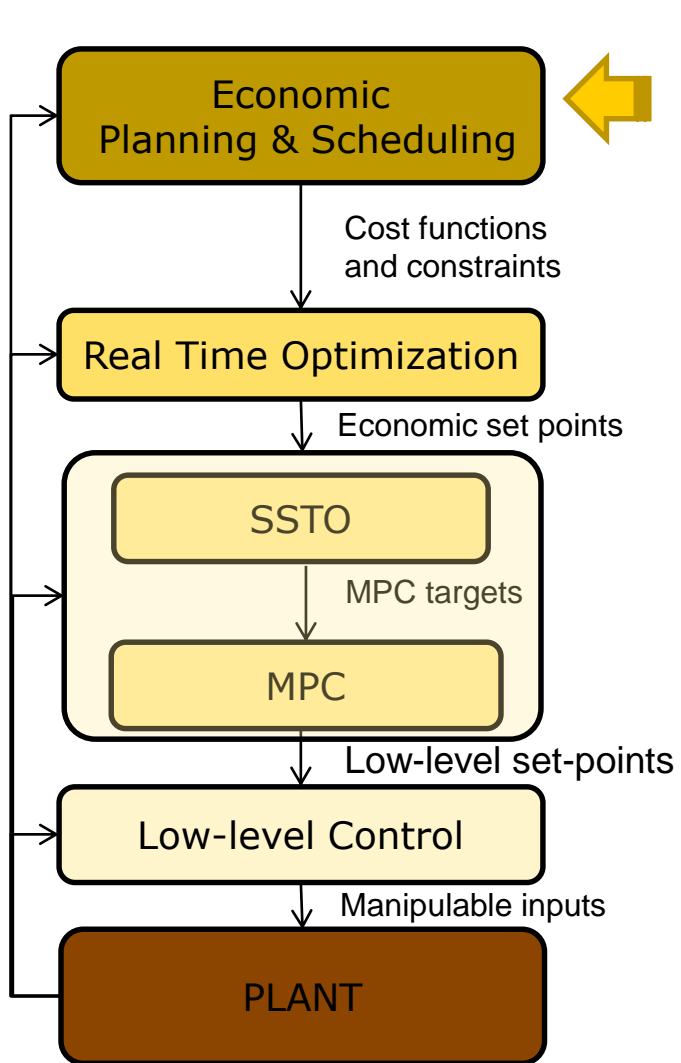 Economic
Planning & Scheduling
Cost functions
and constraints
Real Time Optimization
Economic set points
SSTO
MPC targets
MPC
Low-level set-points
Low-level Control
Manipulable inputs
PLANT